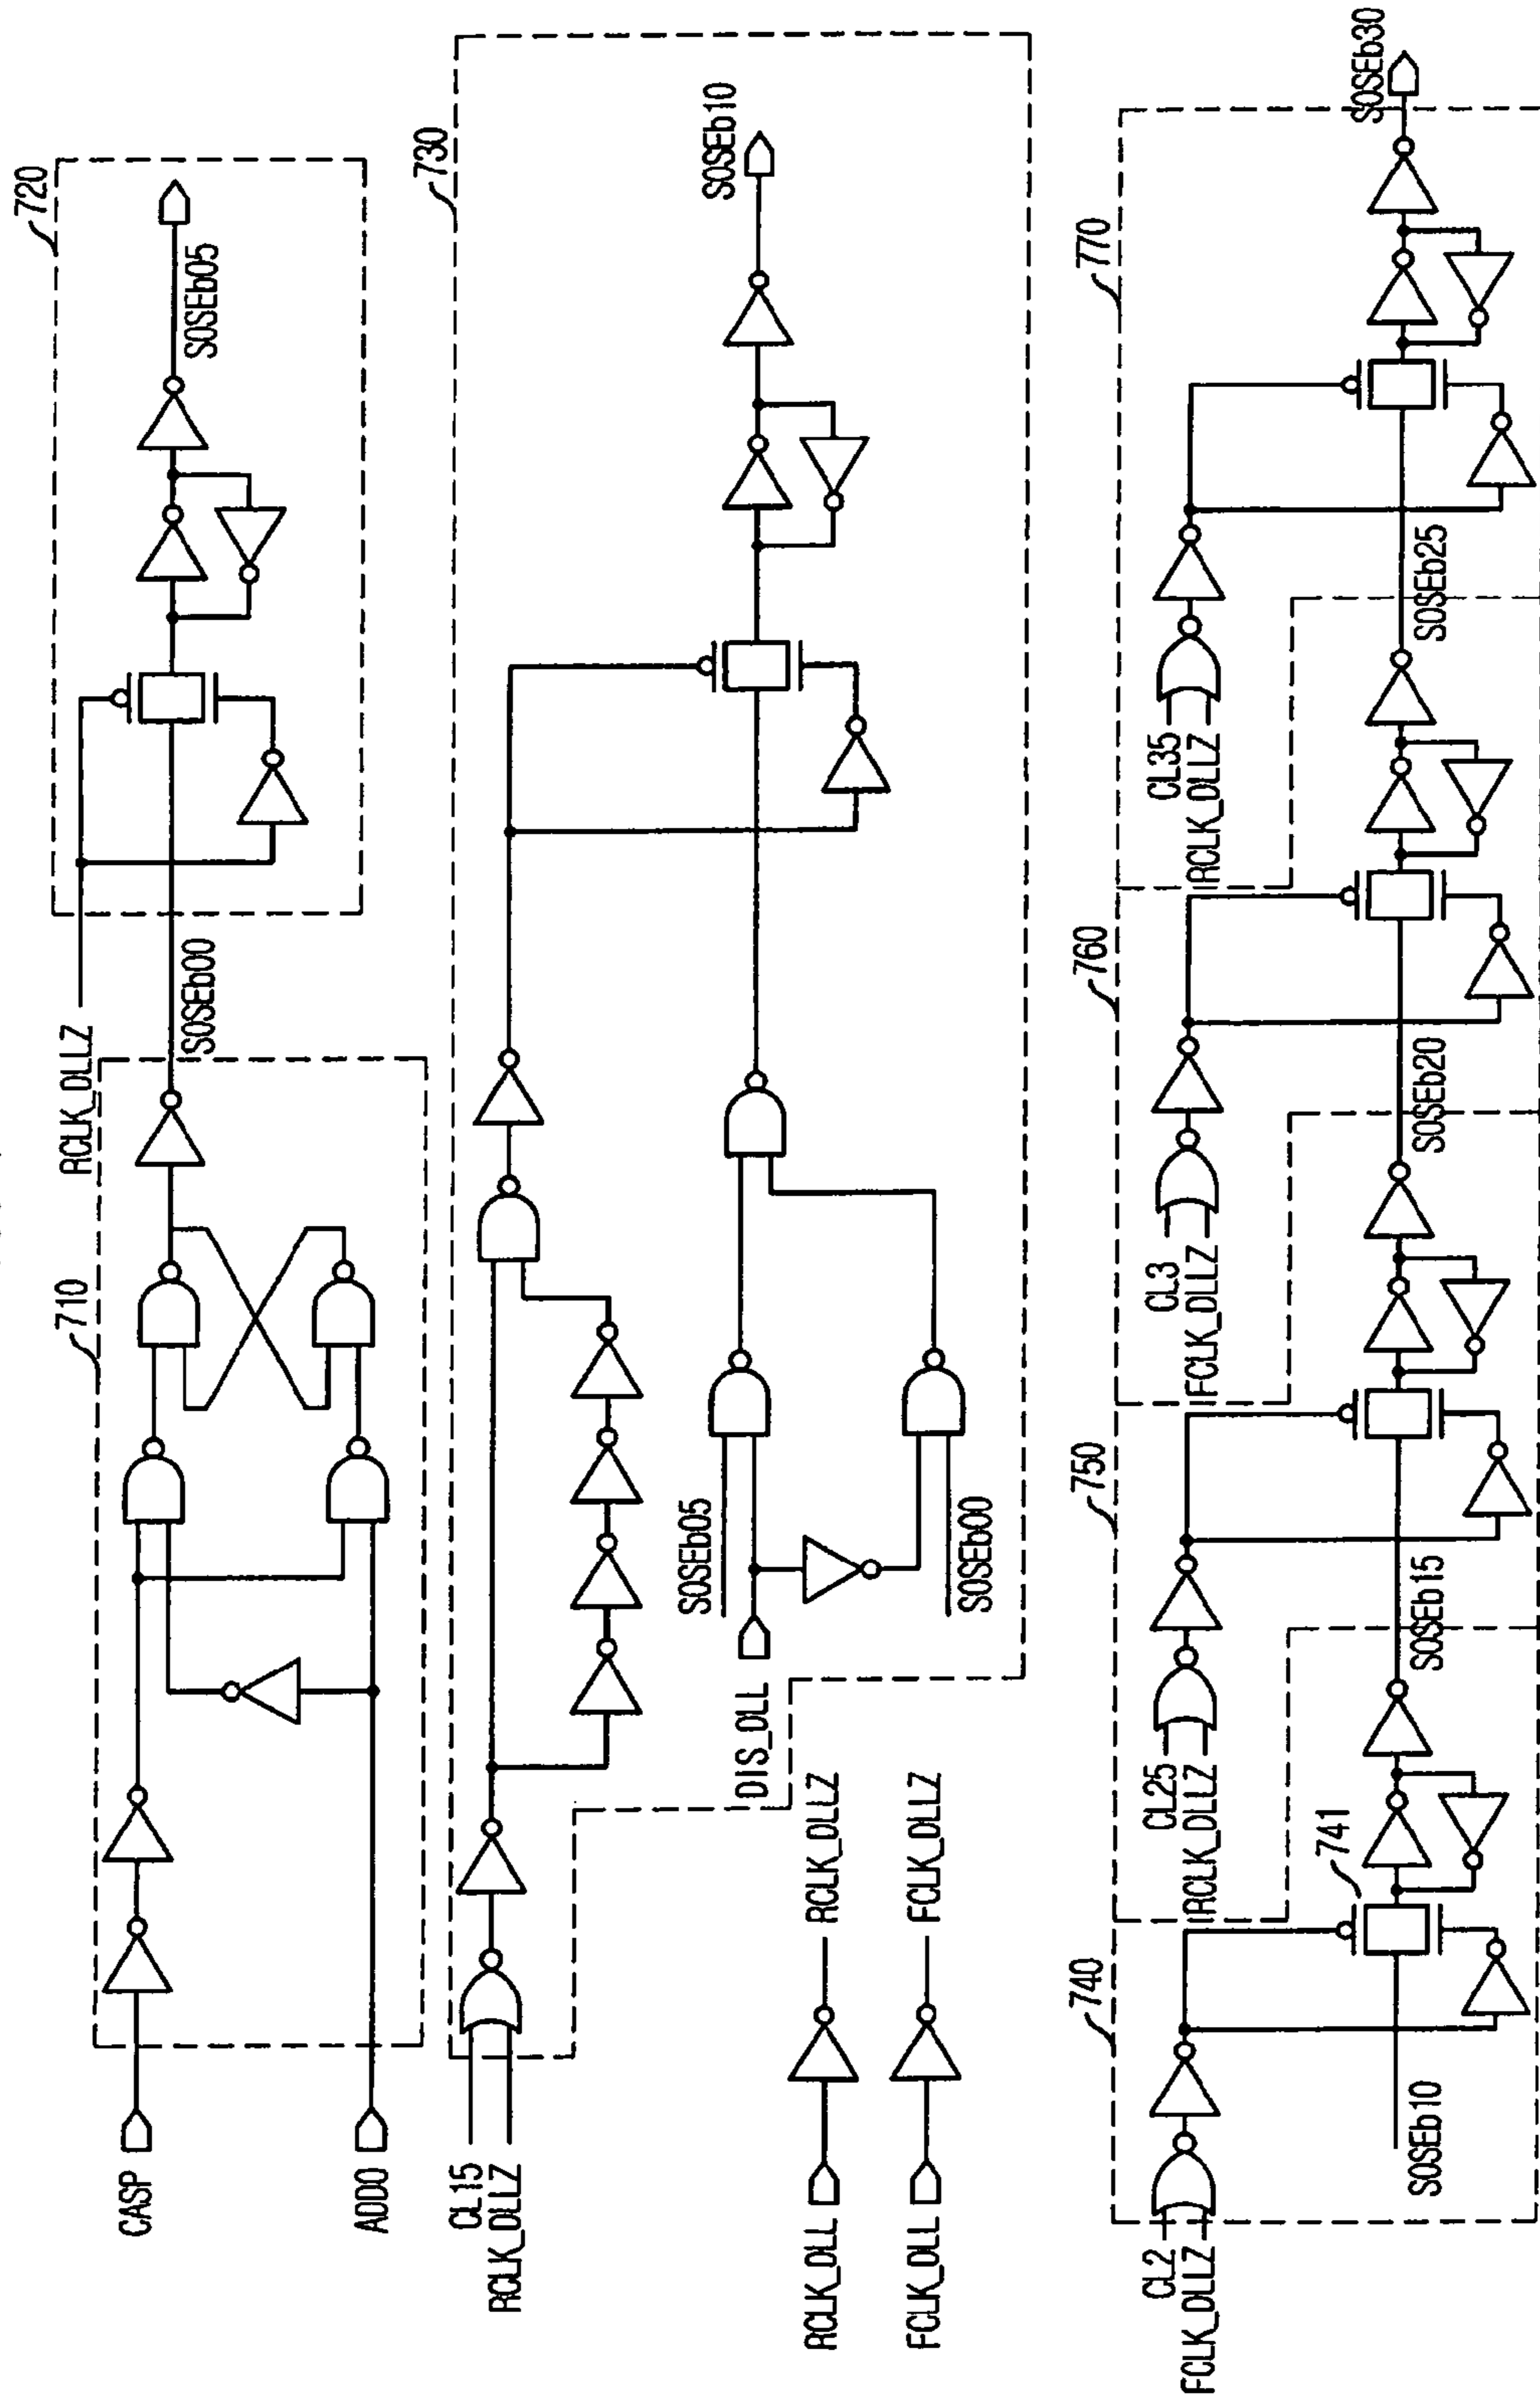 720
SOSEb05
RCLK_DLLZ
SOSEb00
710
CASP
ADD0
730
SOSEb10
SOSEb05
DIS_DLL
SOSEb00
CL15
RCLK_DLLZ
RCLK_DLL
RCLK_DLLZ
FCLK_DLL
FCLK_DLLZ
SOSEb30
770
CL35
RCLK_DLLZ
SOSEb25
760
CL3
FCLK_DLLZ
SOSEb20
750
CL25
RCLK_DLLZ
SOSEb15
741
740
CL2
FCLK_DLLZ
SOSEb10